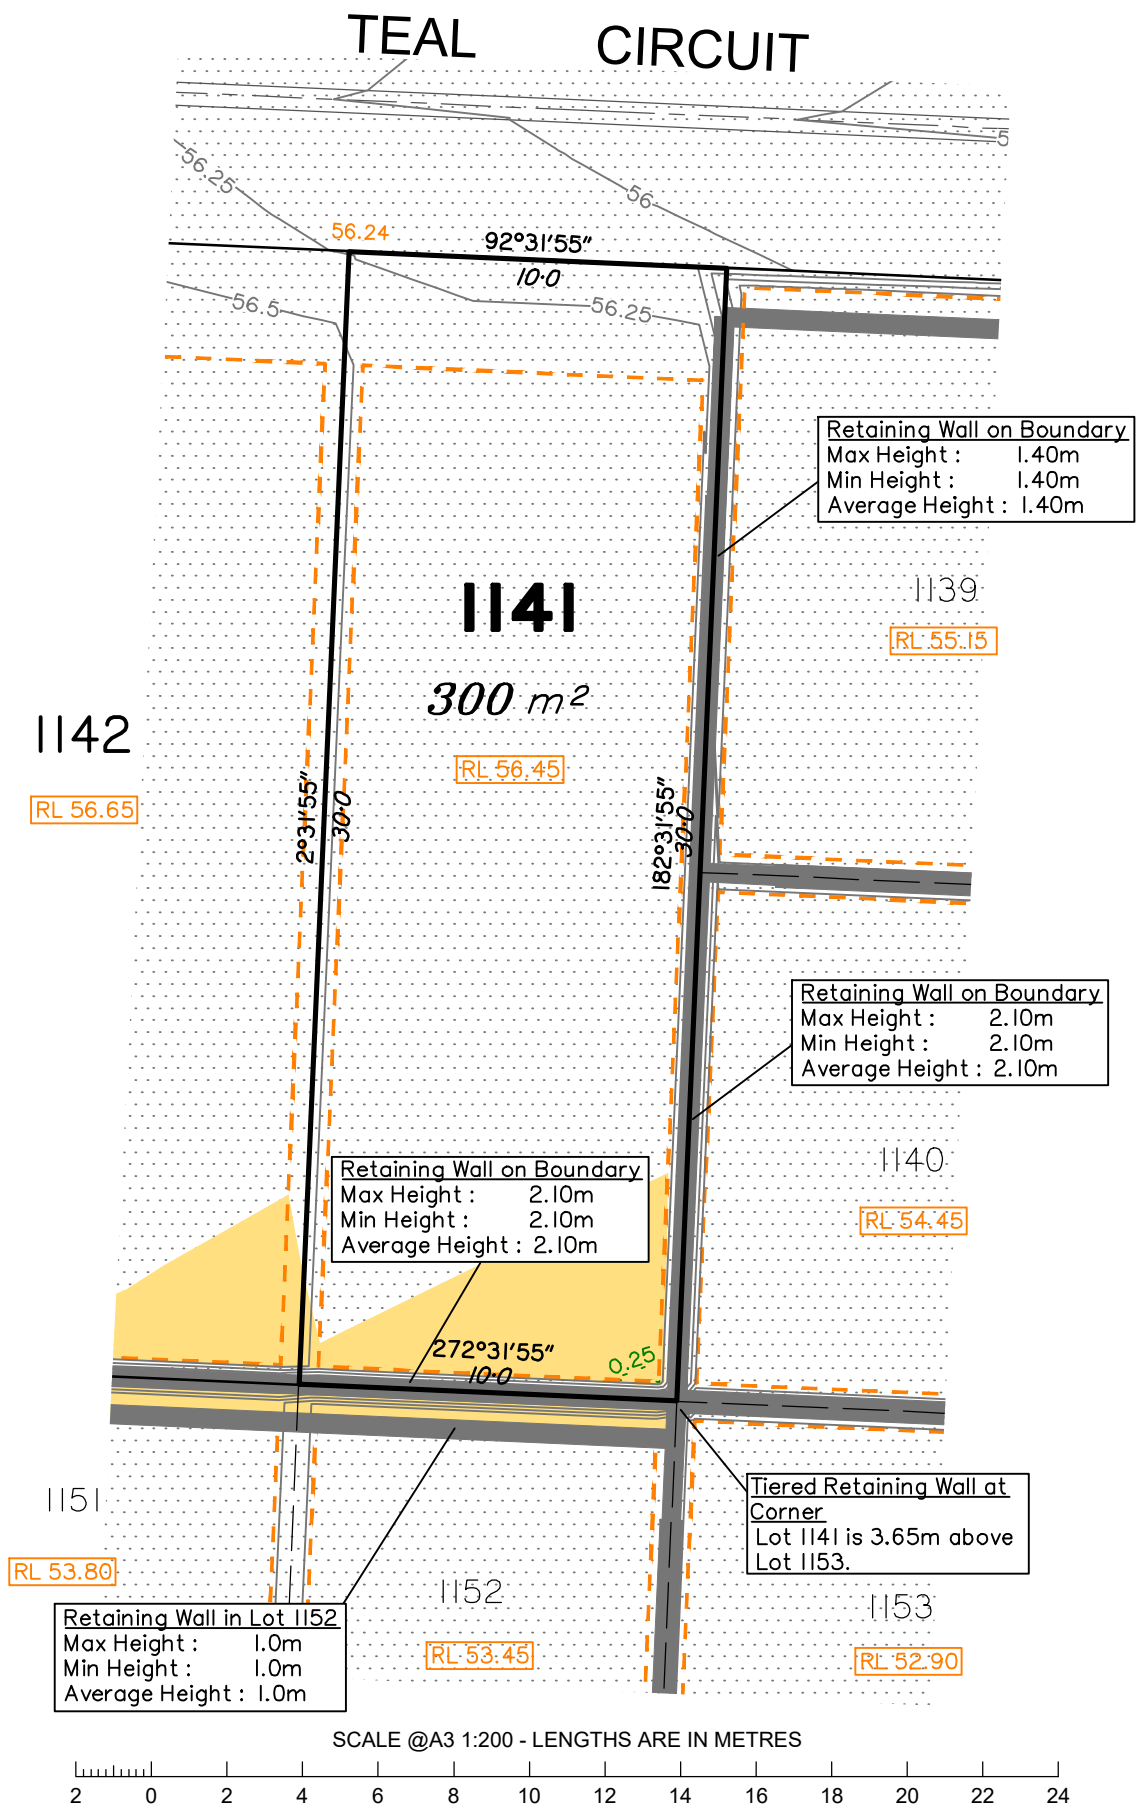 TEAL CIRCUIT
5
56.25
56
56.24
92°31'55"
10·0
56.5
56.25
Retaining Wall on Boundary
Max Height : 1.40m
Min Height : 1.40m
Average Height : 1.40m
1139
RL 55.15
1141
300 m²
RL 56.45
1142
RL 56.65
2°31'55"
30·0
182°31'55"
30·0
Retaining Wall on Boundary
Max Height : 2.10m
Min Height : 2.10m
Average Height : 2.10m
1140
RL 54.45
Retaining Wall on Boundary
Max Height : 2.10m
Min Height : 2.10m
Average Height : 2.10m
272°31'55"
10·0
0.25
Tiered Retaining Wall at
Corner
Lot 1141 is 3.65m above
Lot 1153.
1151
RL 53.80
1152
RL 53.45
1153
RL 52.90
Retaining Wall in Lot 1152
Max Height : 1.0m
Min Height : 1.0m
Average Height : 1.0m
SCALE @A3 1:200 - LENGTHS ARE IN METRES
2 0 2 4 6 8 10 12 14 16 18 20 22 24